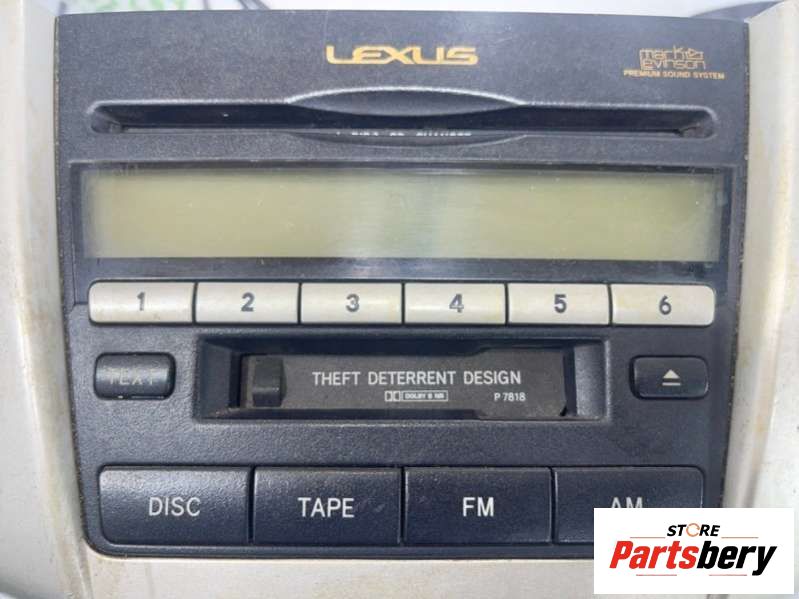 LEXUS
mark levinson
PREMIUM SOUND SYSTEM
1 2 3 4 5 6
TEXT
THEFT DETERRENT DESIGN
DOLBY B NR P 7818
DISC TAPE FM AM
STORE
Partsbery